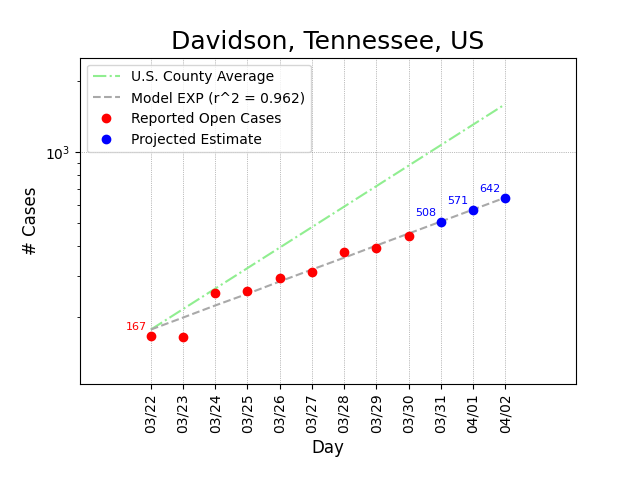 Davidson, Tennessee, US
U.S. County Average
Model EXP (r^2 = 0.962)
Reported Open Cases
Projected Estimate
10^3
# Cases
167
508
571
642
03/22
03/23
03/24
03/25
03/26
03/27
03/28
03/29
03/30
03/31
04/01
04/02
Day